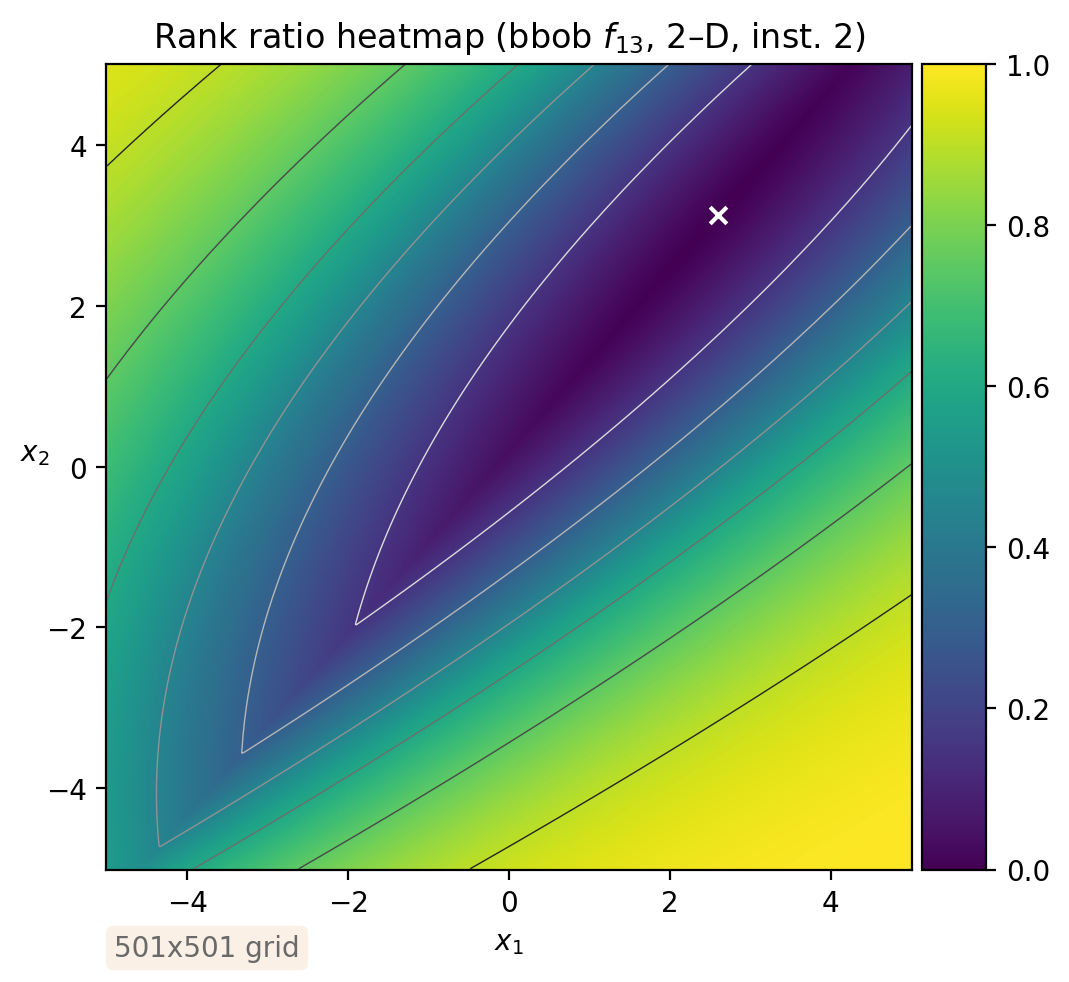 Rank ratio heatmap (bbob f₁₃, 2–D, inst. 2)
1.0
0.8
0.6
0.4
0.2
0.0
4
2
0
−2
−4
x₂
−4 −2 0 2 4
x₁
501x501 grid